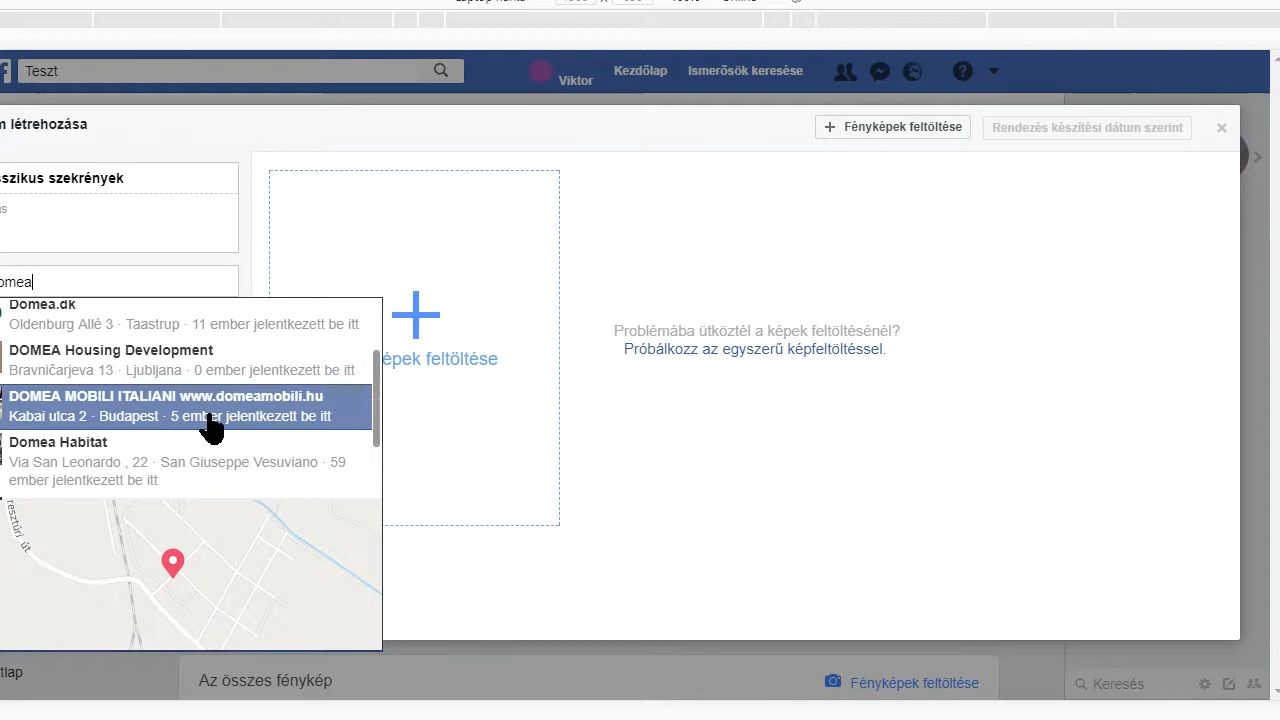 Teszt
Viktor
Kezdőlap
Ismerősök keresése
m létrehozása
Fényképek feltöltése
Rendezés készítési dátum szerint
szikus szekrények
omea
Domea.dk
Oldenburg Allé 3 · Taastrup · 11 ember jelentkezett be itt
DOMEA Housing Development
Bravničarjeva 13 · Ljubljana · 0 ember jelentkezett be itt
DOMEA MOBILI ITALIANI www.domeamobili.hu
Kabai utca 2 · Budapest · 5 ember jelentkezett be itt
Domea Habitat
Via San Leonardo , 22 · San Giuseppe Vesuviano · 59
ember jelentkezett be itt
resztúri út
épek feltöltése
Problémába ütköztél a képek feltöltésénél?
Próbálkozz az egyszerű képfeltöltéssel.
tlap
Az összes fénykép
Fényképek feltöltése
Keresés